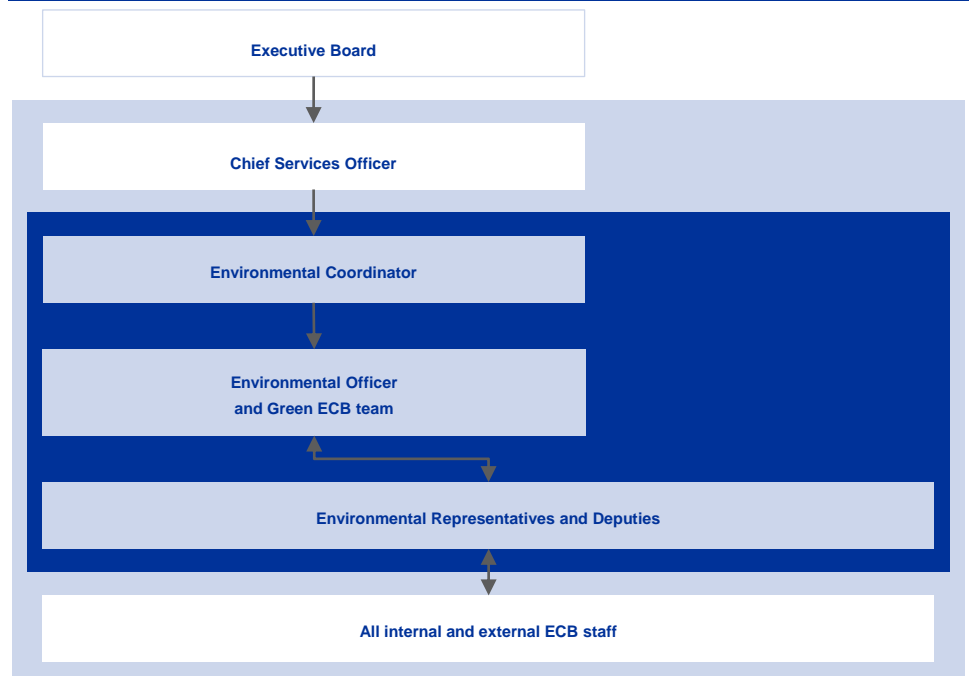 Executive Board
Chief Services Officer
Environmental Coordinator
Environmental Officer
and Green ECB team
Environmental Representatives and Deputies
All internal and external ECB staff